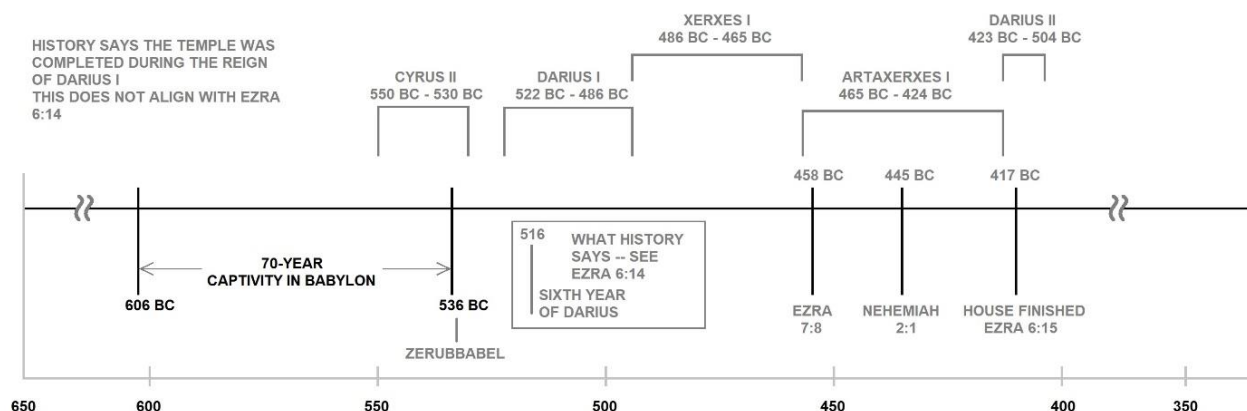 HISTORY SAYS THE TEMPLE WAS
COMPLETED DURING THE REIGN
OF DARIUS I
THIS DOES NOT ALIGN WITH EZRA
6:14
CYRUS II
550 BC - 530 BC
DARIUS I
522 BC - 486 BC
XERXES I
486 BC - 465 BC
ARTAXERXES I
465 BC - 424 BC
DARIUS II
423 BC - 504 BC
458 BC
445 BC
417 BC
70-YEAR
CAPTIVITY IN BABYLON
606 BC
536 BC
ZERUBBABEL
516
WHAT HISTORY
SAYS -- SEE
EZRA 6:14
SIXTH YEAR
OF DARIUS
EZRA
7:8
NEHEMIAH
2:1
HOUSE FINISHED
EZRA 6:15
650
600
550
500
450
400
350